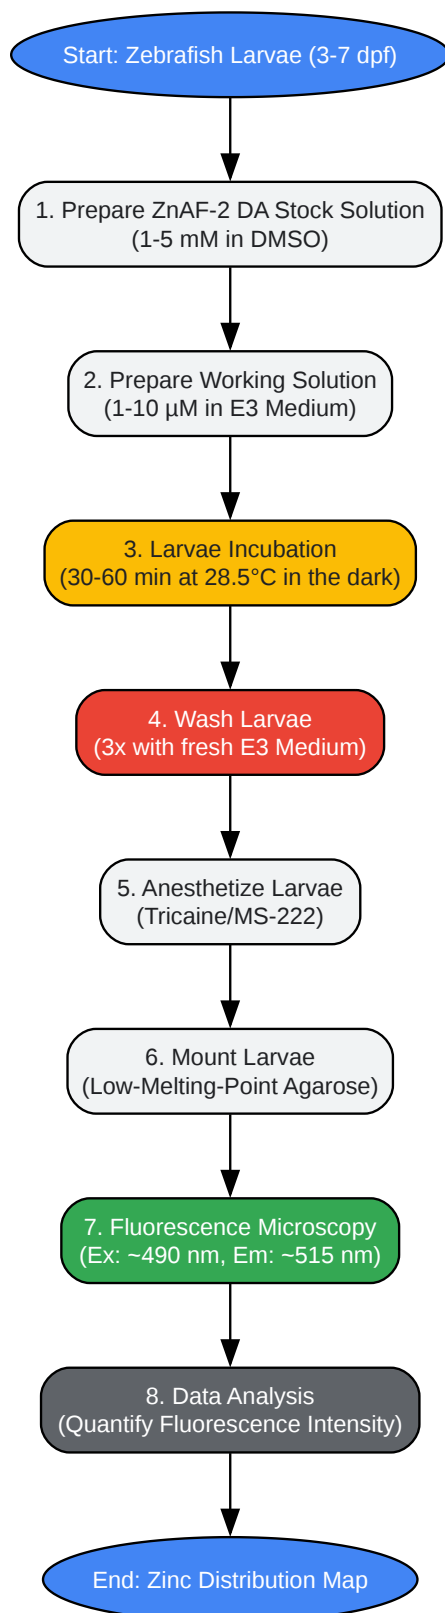 Start: Zebrafish Larvae (3-7 dpf)
1. Prepare ZnAF-2 DA Stock Solution
(1-5 mM in DMSO)
2. Prepare Working Solution
(1-10 µM in E3 Medium)
3. Larvae Incubation
(30-60 min at 28.5°C in the dark)
4. Wash Larvae
(3x with fresh E3 Medium)
5. Anesthetize Larvae
(Tricaine/MS-222)
6. Mount Larvae
(Low-Melting-Point Agarose)
7. Fluorescence Microscopy
(Ex: ~490 nm, Em: ~515 nm)
8. Data Analysis
(Quantify Fluorescence Intensity)
End: Zinc Distribution Map